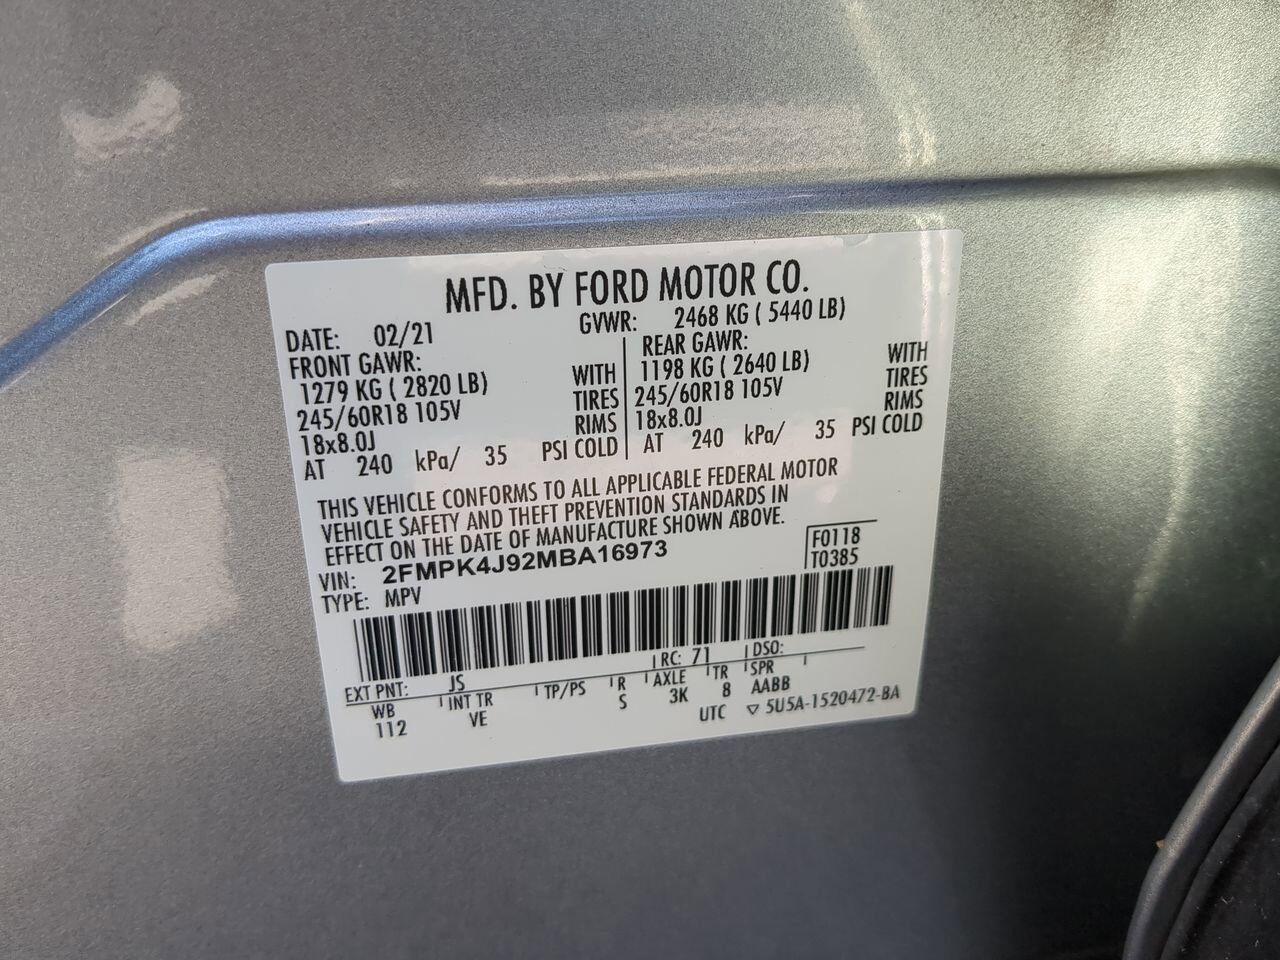 MFD. BY FORD MOTOR CO.
DATE: 02/21 GVWR: 2468 KG ( 5440 LB)
FRONT GAWR: REAR GAWR:
1279 KG ( 2820 LB) WITH 1198 KG ( 2640 LB) WITH
245/60R18 105V TIRES 245/60R18 105V TIRES
18x8.0J RIMS 18x8.0J RIMS
AT 240 kPa/ 35 PSI COLD AT 240 kPa/ 35 PSI COLD
THIS VEHICLE CONFORMS TO ALL APPLICABLE FEDERAL MOTOR
VEHICLE SAFETY AND THEFT PREVENTION STANDARDS IN
EFFECT ON THE DATE OF MANUFACTURE SHOWN ABOVE.
VIN: 2FMPK4J92MBA16973 F0118
TYPE: MPV T0385
EXT PNT: JS RC: 71 DSO:
WB INT TR TP/PS R AXLE TR SPR
112 VE S 3K 8 AABB
UTC ▽ 5U5A-1520472-BA